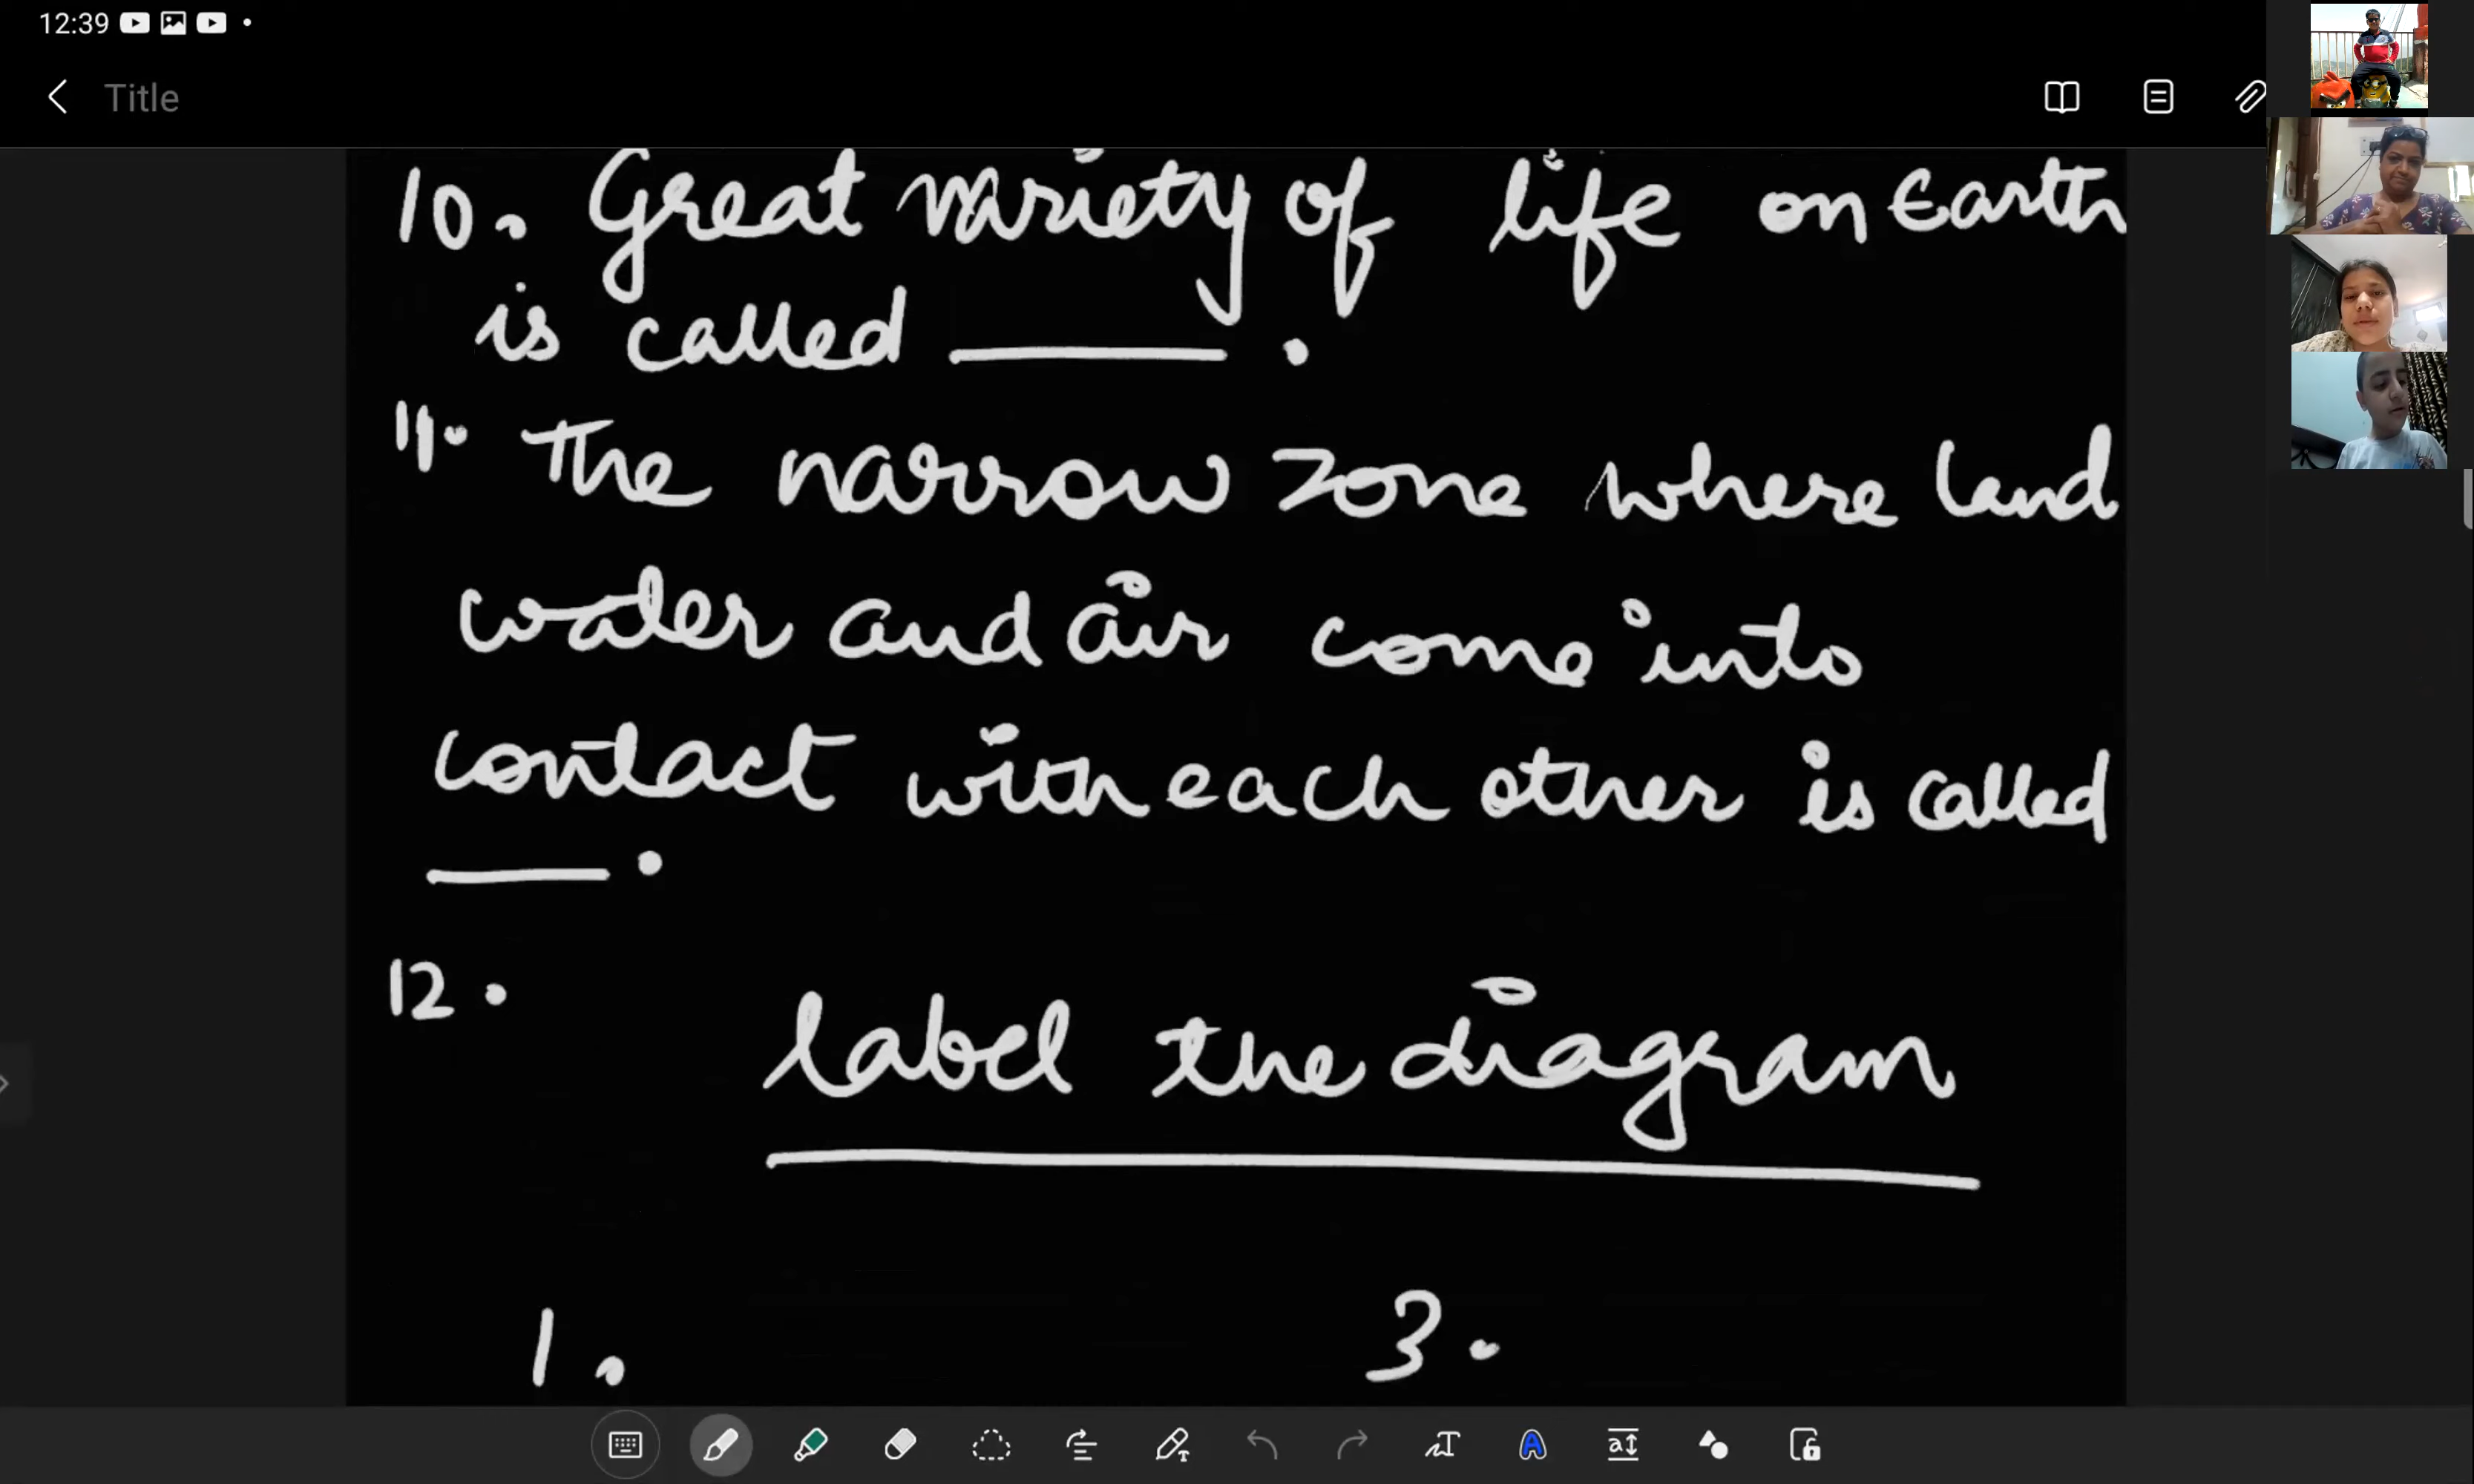 12:39
Title
10. Great variety of life on Earth
is called ______ .
11. The narrow zone where land
water and air come into
contact with each other is called
______ .
12.
label the diagram
1. 3.